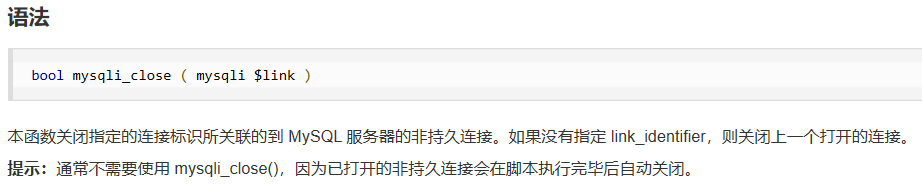 语法
bool mysqli_close ( mysqli $link )
本函数关闭指定的连接标识所关联的到 MySQL 服务器的非持久连接。如果没有指定 link_identifier，则关闭上一个打开的连接。
提示：通常不需要使用 mysqli_close()，因为已打开的非持久连接会在脚本执行完毕后自动关闭。